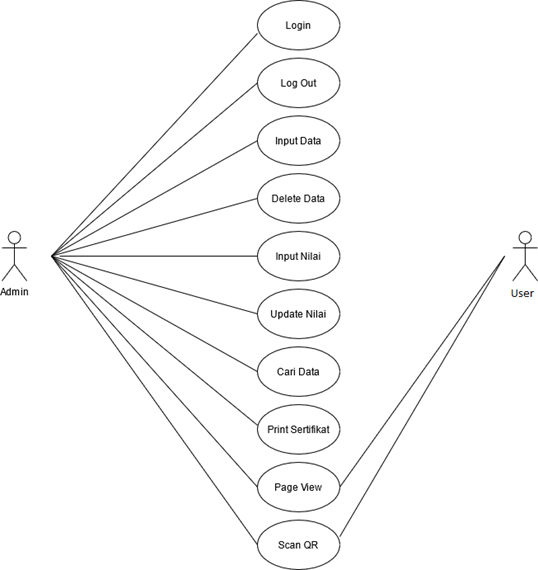 Login
Log Out
Input Data
Delete Data
Input Nilai
Admin
User
Update Nilai
Cari Data
Print Sertifikat
Page View
Scan QR